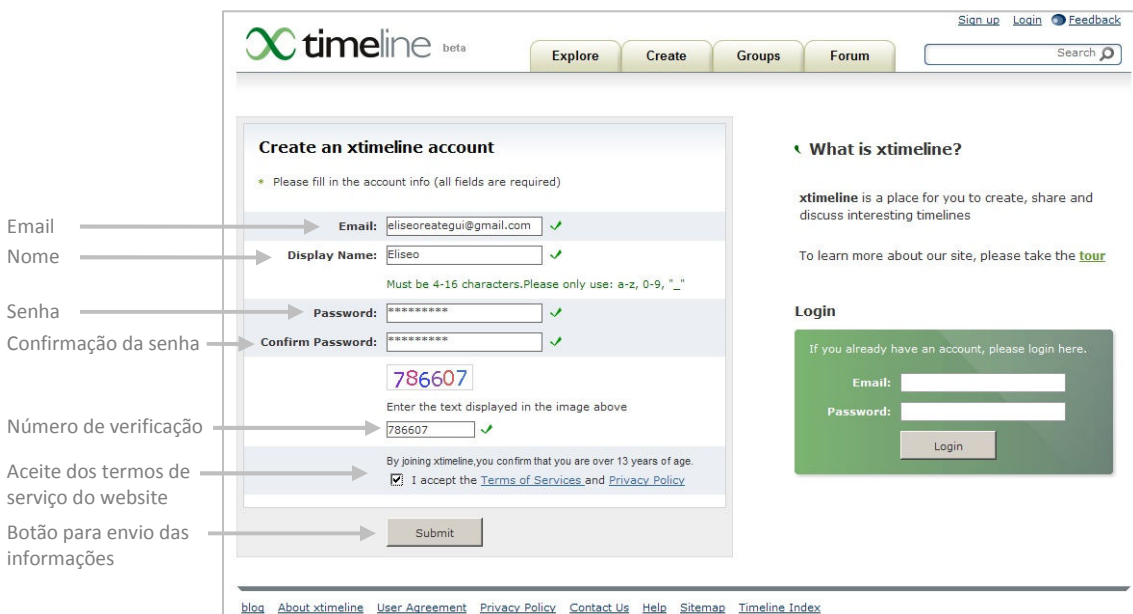 Sign up Login Feedback
xtimeline beta
Explore Create Groups Forum
Search
Create an xtimeline account
* Please fill in the account info (all fields are required)
Email
Email: eliseoreategui@gmail.com
Nome
Display Name: Eliseo
Must be 4-16 characters.Please only use: a-z, 0-9, "_"
Senha
Password: *********
Confirmação da senha
Confirm Password: *********
786607
Enter the text displayed in the image above
Número de verificação
786607
By joining xtimeline,you confirm that you are over 13 years of age.
Aceite dos termos de
serviço do website
I accept the Terms of Services and Privacy Policy
Botão para envio das
informações
Submit
What is xtimeline?
xtimeline is a place for you to create, share and
discuss interesting timelines
To learn more about our site, please take the tour
Login
If you already have an account, please login here.
Email:
Password:
Login
blog About xtimeline User Agreement Privacy Policy Contact Us Help Sitemap Timeline Index